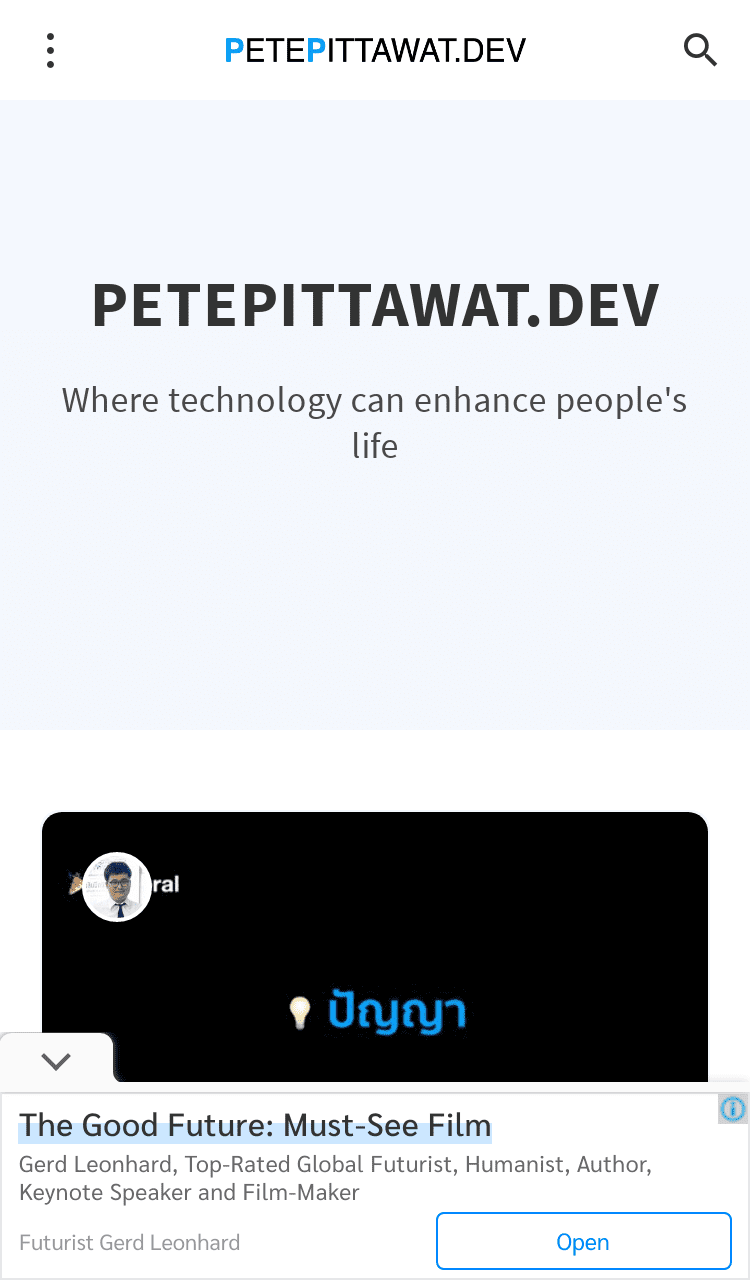 PETEPITTAWAT.DEV
PETEPITTAWAT.DEV
Where technology can enhance people's
life
ral
ปัญญา
The Good Future: Must-See Film
Gerd Leonhard, Top-Rated Global Futurist, Humanist, Author,
Keynote Speaker and Film-Maker
Futurist Gerd Leonhard
Open